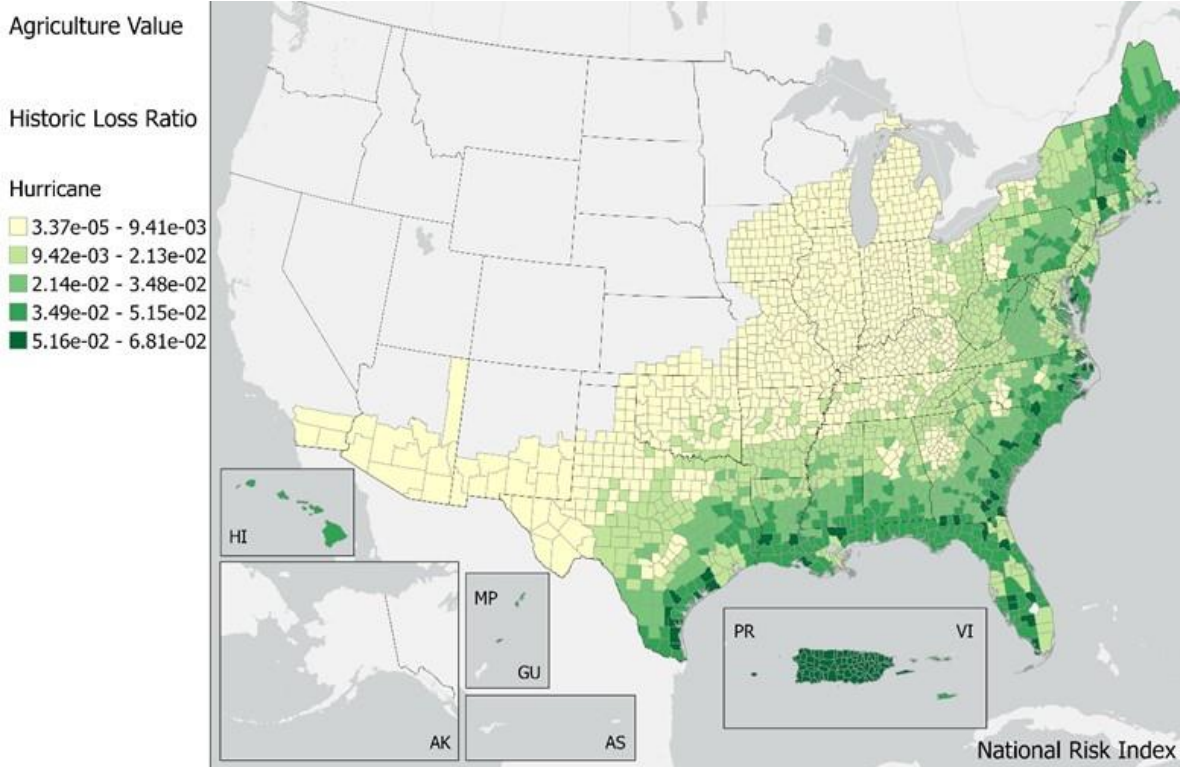 Agriculture Value
Historic Loss Ratio
Hurricane
3.37e-05 - 9.41e-03
9.42e-03 - 2.13e-02
2.14e-02 - 3.48e-02
3.49e-02 - 5.15e-02
5.16e-02 - 6.81e-02
HI
AK
MP
GU
AS
PR
VI
National Risk Index